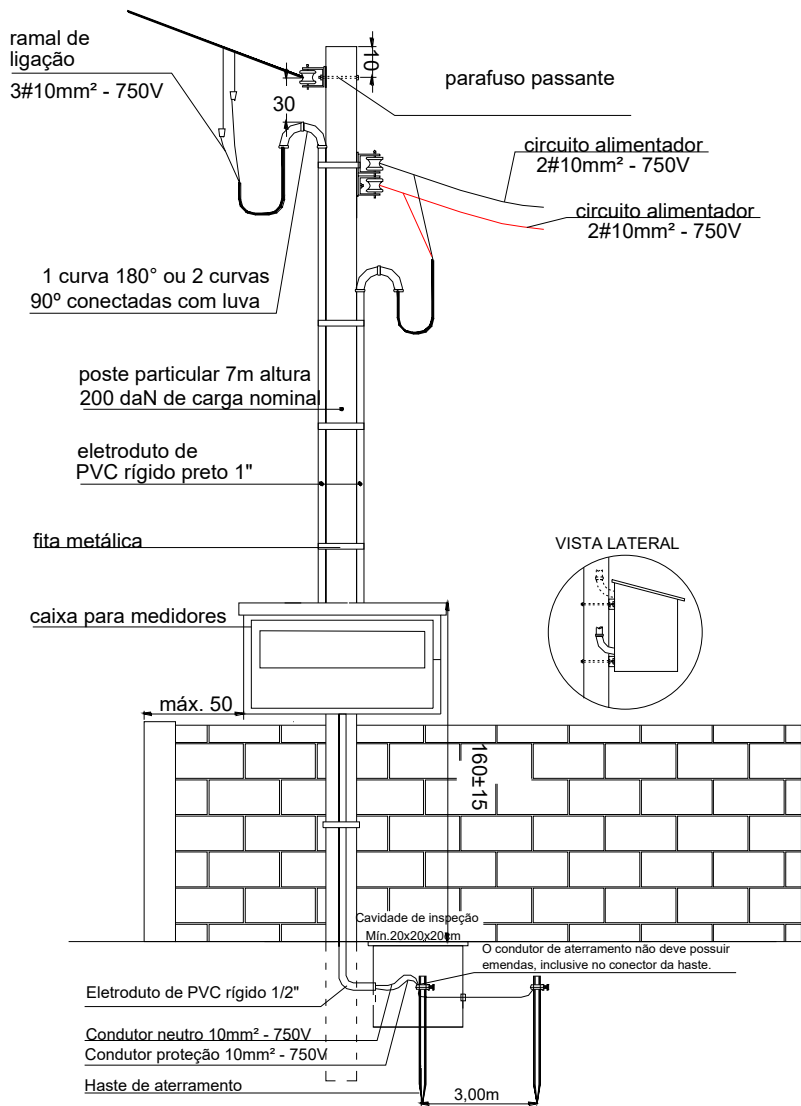 ramal de
ligação
3#10mm² - 750V
10
parafuso passante
30
circuito alimentador
2#10mm² - 750V
circuito alimentador
2#10mm² - 750V
1 curva 180° ou 2 curvas
90º conectadas com luva
poste particular 7m altura
200 daN de carga nominal
eletroduto de
PVC rígido preto 1"
fita metálica
VISTA LATERAL
caixa para medidores
máx. 50
160±15
Cavidade de inspeção
Mín.20x20x20cm
O condutor de aterramento não deve possuir
emendas, inclusive no conector da haste.
Eletroduto de PVC rígido 1/2"
Condutor neutro 10mm² - 750V
Condutor proteção 10mm² - 750V
Haste de aterramento
3,00m